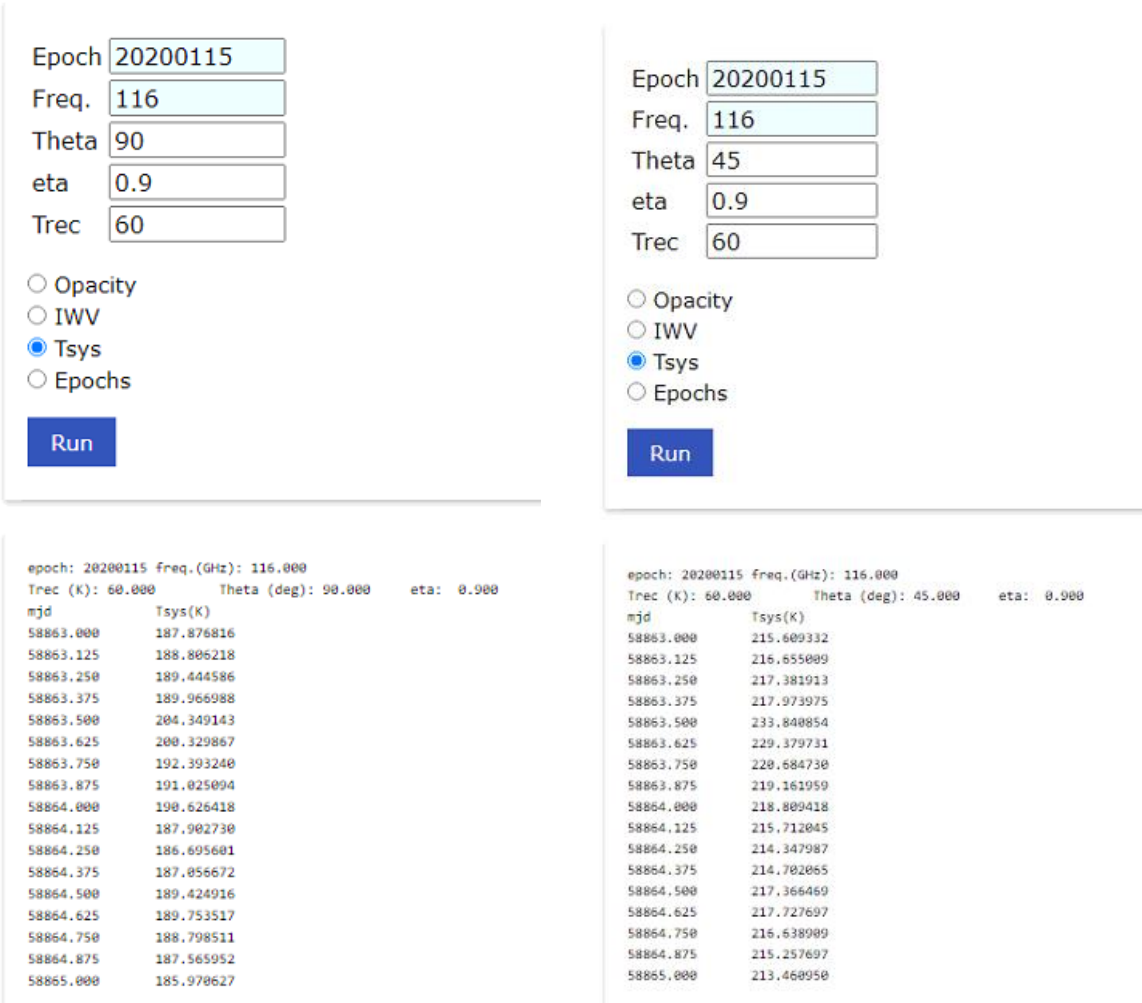 Epoch 20200115
Freq. 116
Theta 90
eta 0.9
Trec 60
Opacity
IWV
Tsys
Epochs
Run
epoch: 20200115 freq.(GHz): 116.000
Trec (K): 60.000 Theta (deg): 90.000 eta: 0.900
mjd Tsys(K)
58863.000 187.876816
58863.125 188.806218
58863.250 189.444586
58863.375 189.966988
58863.500 204.349143
58863.625 200.329867
58863.750 192.393240
58863.875 191.025094
58864.000 190.626418
58864.125 187.902730
58864.250 186.695601
58864.375 187.056672
58864.500 189.424916
58864.625 189.753517
58864.750 188.798511
58864.875 187.565952
58865.000 185.970627
Epoch 20200115
Freq. 116
Theta 45
eta 0.9
Trec 60
Opacity
IWV
Tsys
Epochs
Run
epoch: 20200115 freq.(GHz): 116.000
Trec (K): 60.000 Theta (deg): 45.000 eta: 0.900
mjd Tsys(K)
58863.000 215.609332
58863.125 216.655009
58863.250 217.381913
58863.375 217.973975
58863.500 233.840854
58863.625 229.379731
58863.750 220.684730
58863.875 219.161959
58864.000 218.809418
58864.125 215.712045
58864.250 214.347987
58864.375 214.702065
58864.500 217.366469
58864.625 217.727697
58864.750 216.638909
58864.875 215.257697
58865.000 213.460950